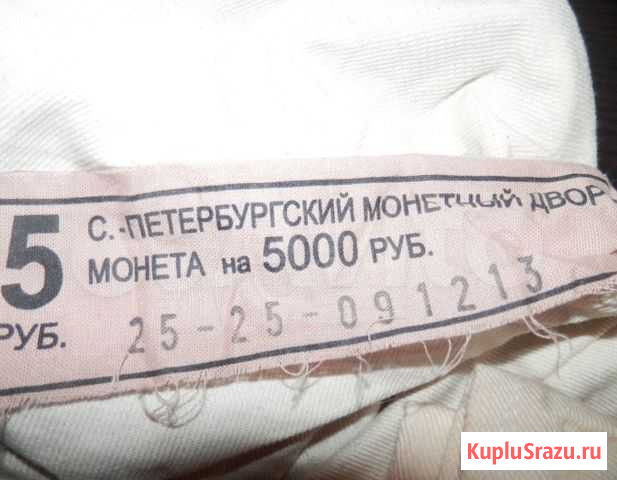 5
РУБ.
С.-ПЕТЕРБУРГСКИЙ МОНЕТНЫЙ ДВОР
МОНЕТА на 5000 РУБ.
25-25-091213
KupluSrazu.ru